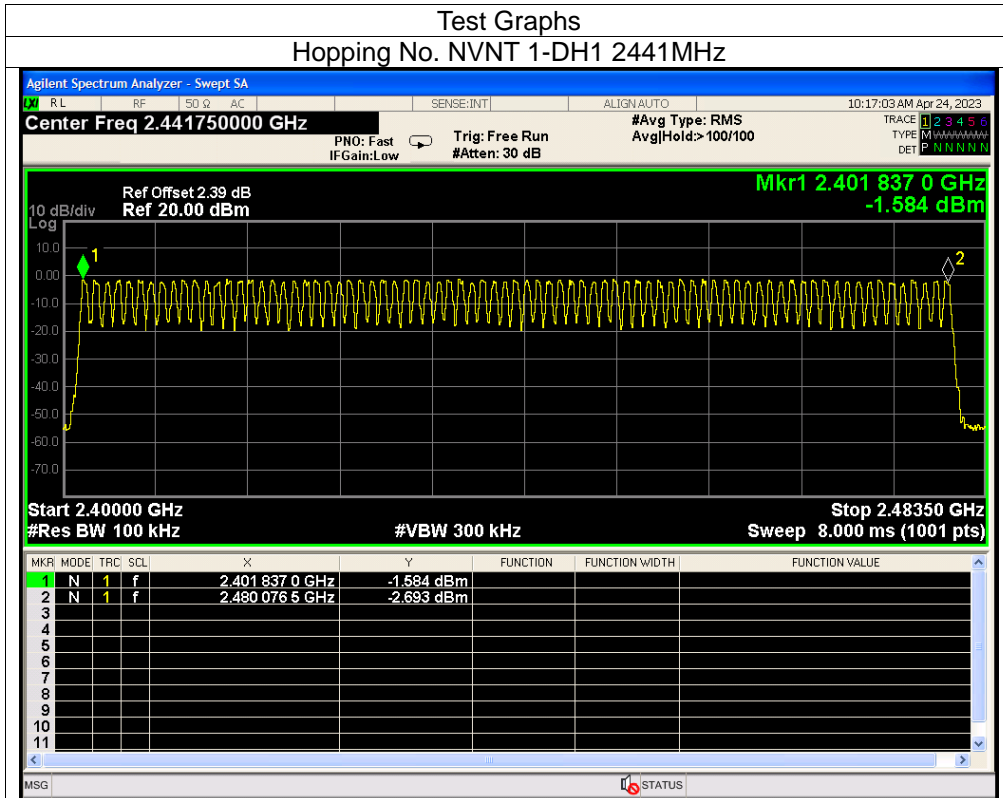 Test Graphs
Hopping No. NVNT 1-DH1 2441MHz
Agilent Spectrum Analyzer - Swept SA
LXI RL RF 50 Ω AC SENSE:INT ALIGN AUTO 10:17:03 AM Apr 24, 2023
Center Freq 2.441750000 GHz #Avg Type: RMS TRACE 1 2 3 4 5 6
PNO: Fast Trig: Free Run Avg|Hold:>100/100 TYPE M
IFGain:Low #Atten: 30 dB DET P N N N N N
Mkr1 2.401 837 0 GHz
Ref Offset 2.39 dB
10 dB/div Ref 20.00 dBm -1.584 dBm
Log
10.0
1
2
0.00
-10.0
-20.0
-30.0
-40.0
-50.0
-60.0
-70.0
Start 2.40000 GHz Stop 2.48350 GHz
#Res BW 100 kHz #VBW 300 kHz Sweep 8.000 ms (1001 pts)
MKR MODE TRC SCL X Y FUNCTION FUNCTION WIDTH FUNCTION VALUE
1 N 1 f 2.401 837 0 GHz -1.584 dBm
2 N 1 f 2.480 076 5 GHz -2.693 dBm
3
4
5
6
7
8
9
10
11
MSG STATUS